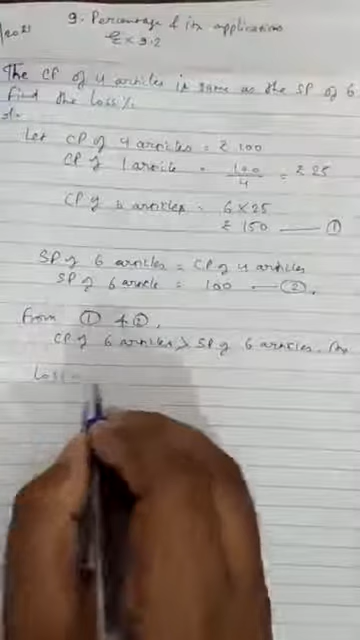 /2021
9. Percentage & its application
Ex 9.2
The CP of 4 articles is same as the SP of 6
find the loss %.
Let CP of 4 articles = ₹ 100
CP of 1 article = 100/4 = ₹ 25
CP of 6 articles = 6 × 25
₹ 150 —— ①
SP of 6 articles = CP of 4 articles
SP of 6 article = 100 —— ②.
From ① & ②,
CP of 6 articles > SP of 6 articles.
Loss =